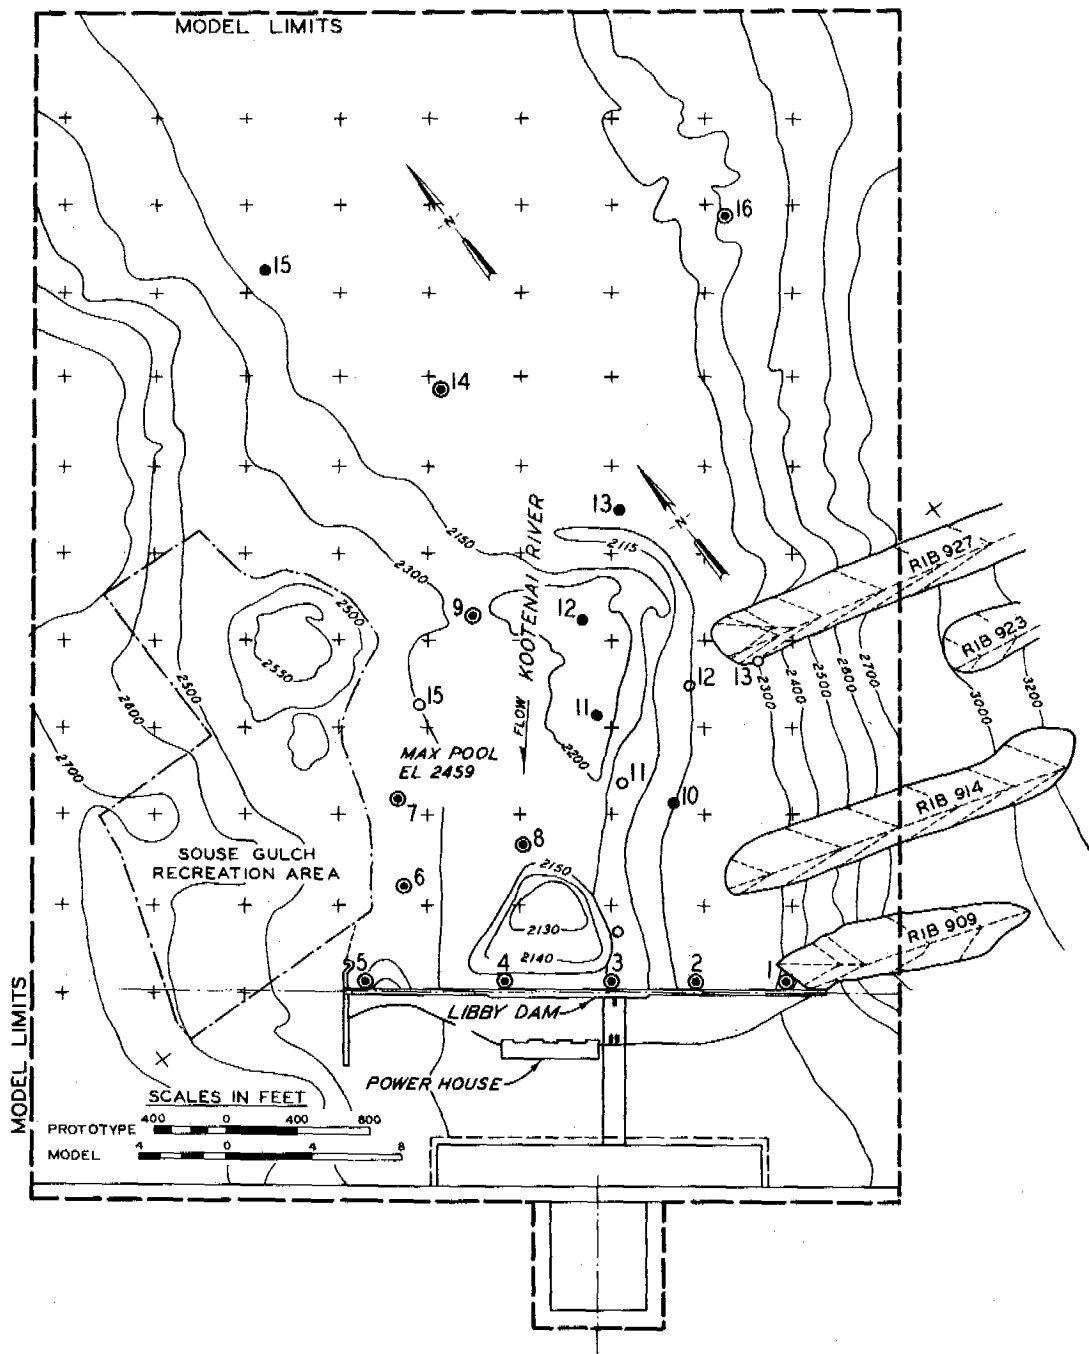 MODEL LIMITS
16
N
15
14
13
2115
2150
FLOW KOOTENAI RIVER
N
RIB 927
2300
9
12
2500
2550
RIB 923
2500
2600
2700
15
12
13
2300
2400
2500
2600
2700
3000
3200
11
2200
MAX POOL
EL 2459
11
10
7
RIB 914
8
SOUSE GULCH
RECREATION AREA
6
2150
2130
2140
RIB 909
5
4
3
2
1
LIBBY DAM
POWER HOUSE
MODEL LIMITS
SCALES IN FEET
PROTOTYPE
400 0 400 800
MODEL
4 0 4 8